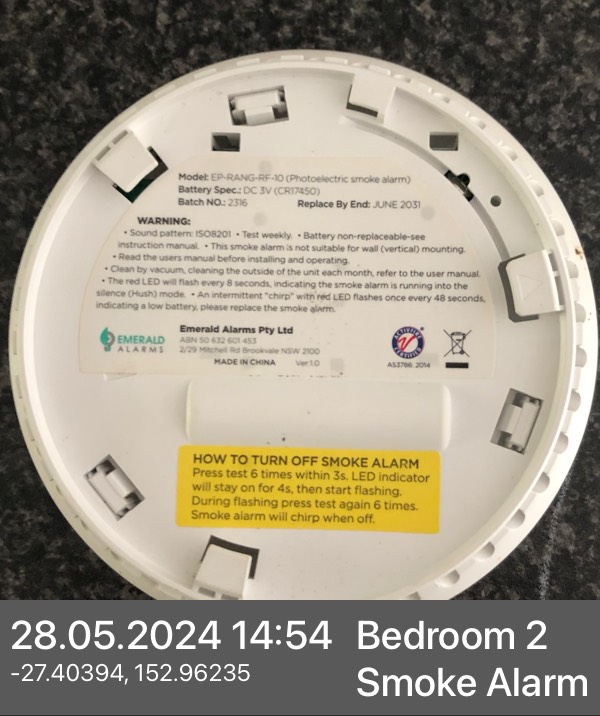 Model: EP-RANG-RF-10 (Photoelectric smoke alarm)
Battery Spec.: DC 3V (CR17450)
Batch NO.: 2316 Replace By End: JUNE 2031
WARNING:
• Sound pattern: ISO8201 • Test weekly. • Battery non-replaceable-see
instruction manual. • This smoke alarm is not suitable for wall (vertical) mounting.
• Read the users manual before installing and operating.
• Clean by vacuum, cleaning the outside of the unit each month, refer to the user manual.
• The red LED will flash every 8 seconds, indicating the smoke alarm is running into the
silence (Hush) mode. • An intermittent "chirp" with red LED flashes once every 48 seconds,
indicating a low battery, please replace the smoke alarm.
EMERALD
ALARMS
Emerald Alarms Pty Ltd
ABN 50 632 601 453
2/29 Mitchell Rd Brookvale NSW 2100
MADE IN CHINA Ver:1.0
ACTIVFIRE
CERTIFIED
AS3786: 2014
HOW TO TURN OFF SMOKE ALARM
Press test 6 times within 3s. LED indicator
will stay on for 4s, then start flashing.
During flashing press test again 6 times.
Smoke alarm will chirp when off.
28.05.2024 14:54 Bedroom 2
-27.40394, 152.96235 Smoke Alarm